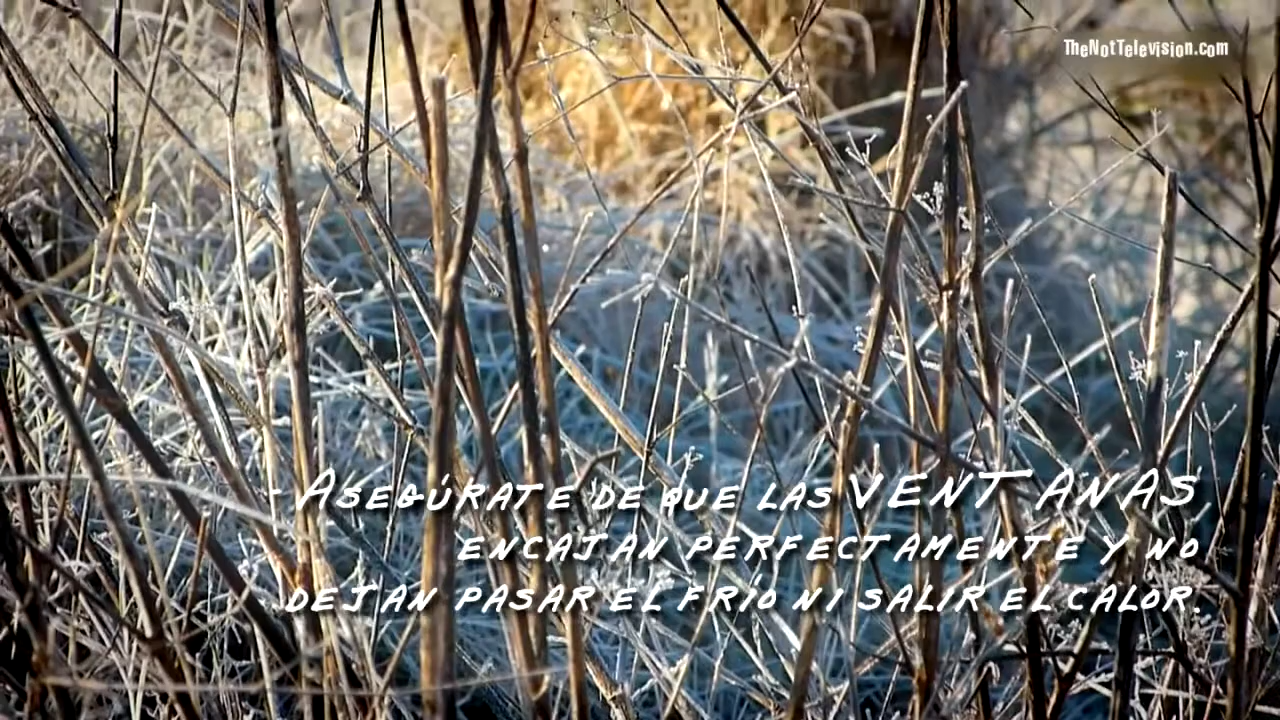 TheNotTelevision.com
- Asegúrate de que las VENTANAS
encajan perfectamente y no
dejan pasar el frío ni salir el calor.